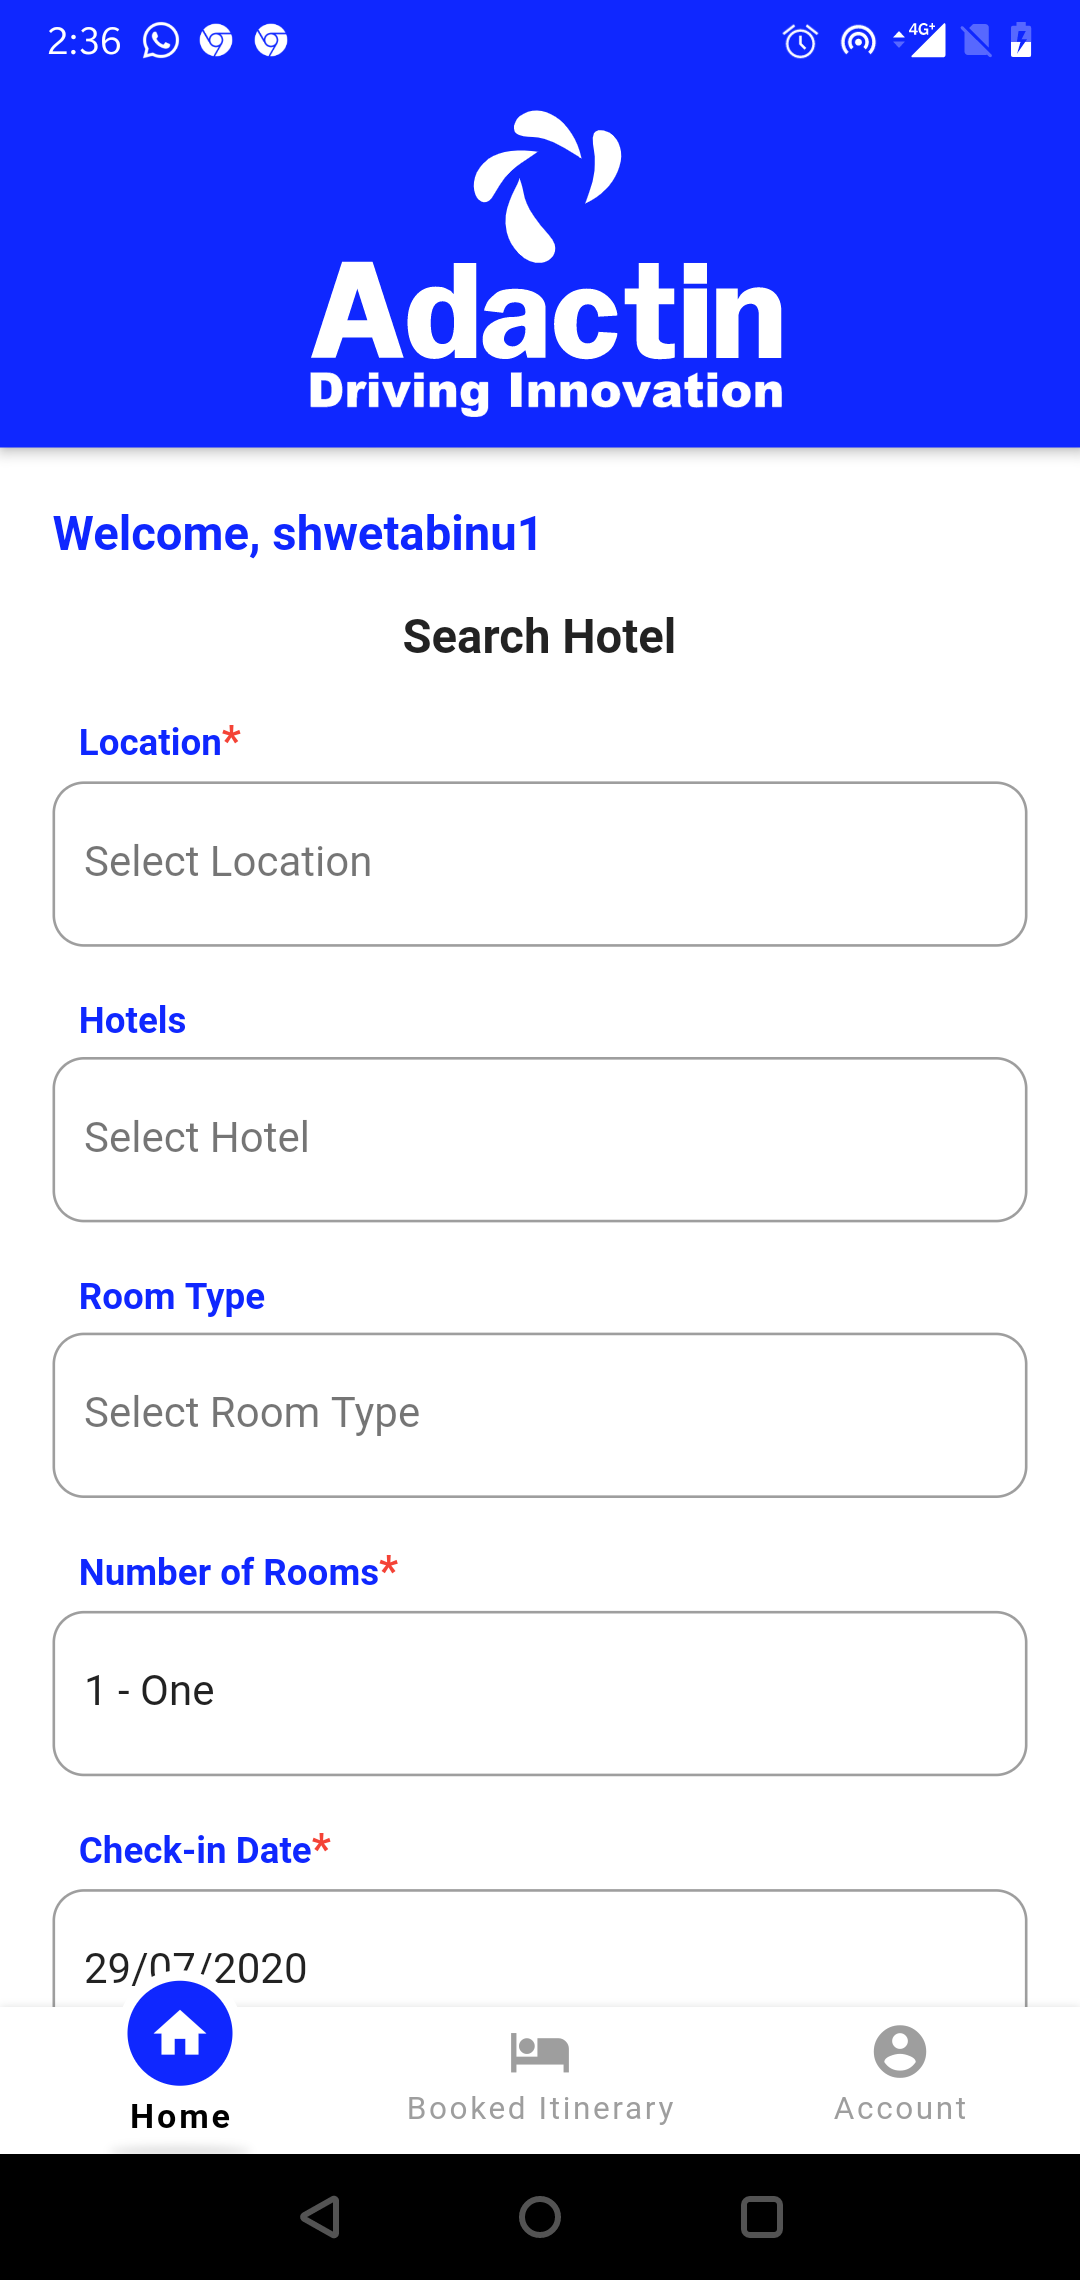 2:36
4G+
Adactin
Driving Innovation
Welcome, shwetabinu1
Search Hotel
Location*
Select Location
Hotels
Select Hotel
Room Type
Select Room Type
Number of Rooms*
1 - One
Check-in Date*
29/07/2020
Home
Booked Itinerary
Account